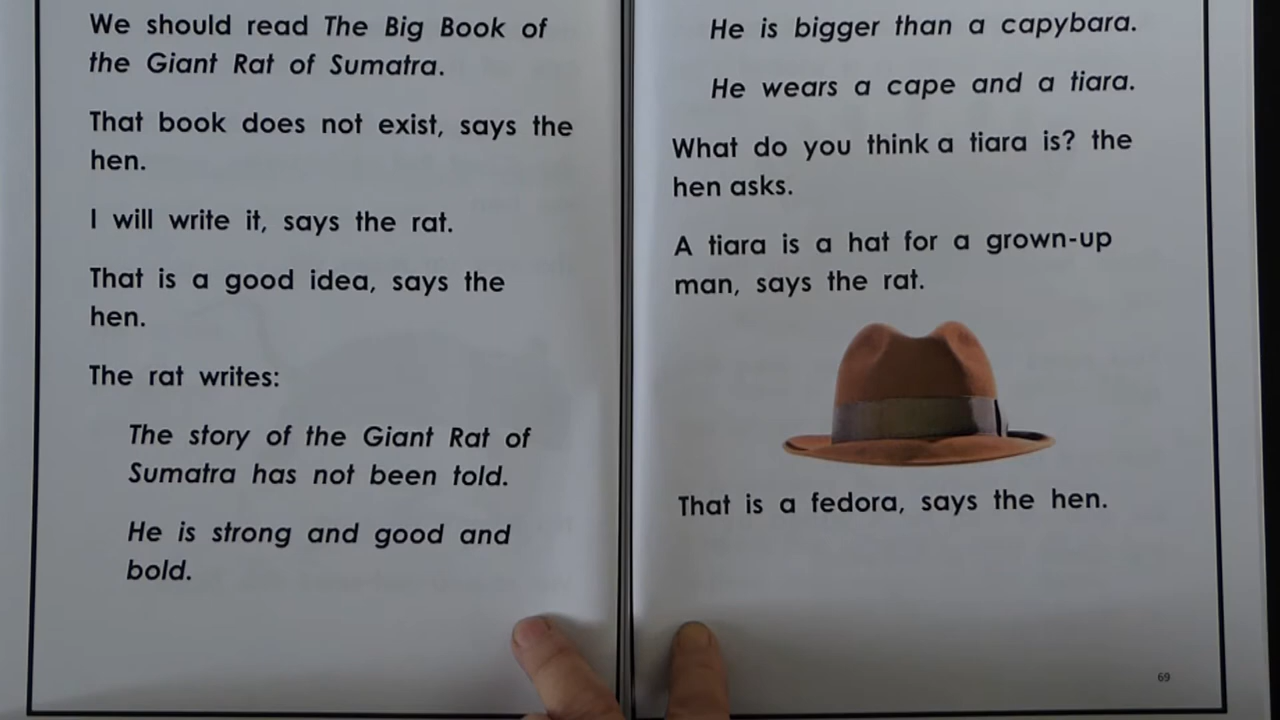 We should read The Big Book of
the Giant Rat of Sumatra.
That book does not exist, says the
hen.
I will write it, says the rat.
That is a good idea, says the
hen.
The rat writes:
The story of the Giant Rat of
Sumatra has not been told.
He is strong and good and
bold.
He is bigger than a capybara.
He wears a cape and a tiara.
What do you think a tiara is? the
hen asks.
A tiara is a hat for a grown-up
man, says the rat.
That is a fedora, says the hen.
69